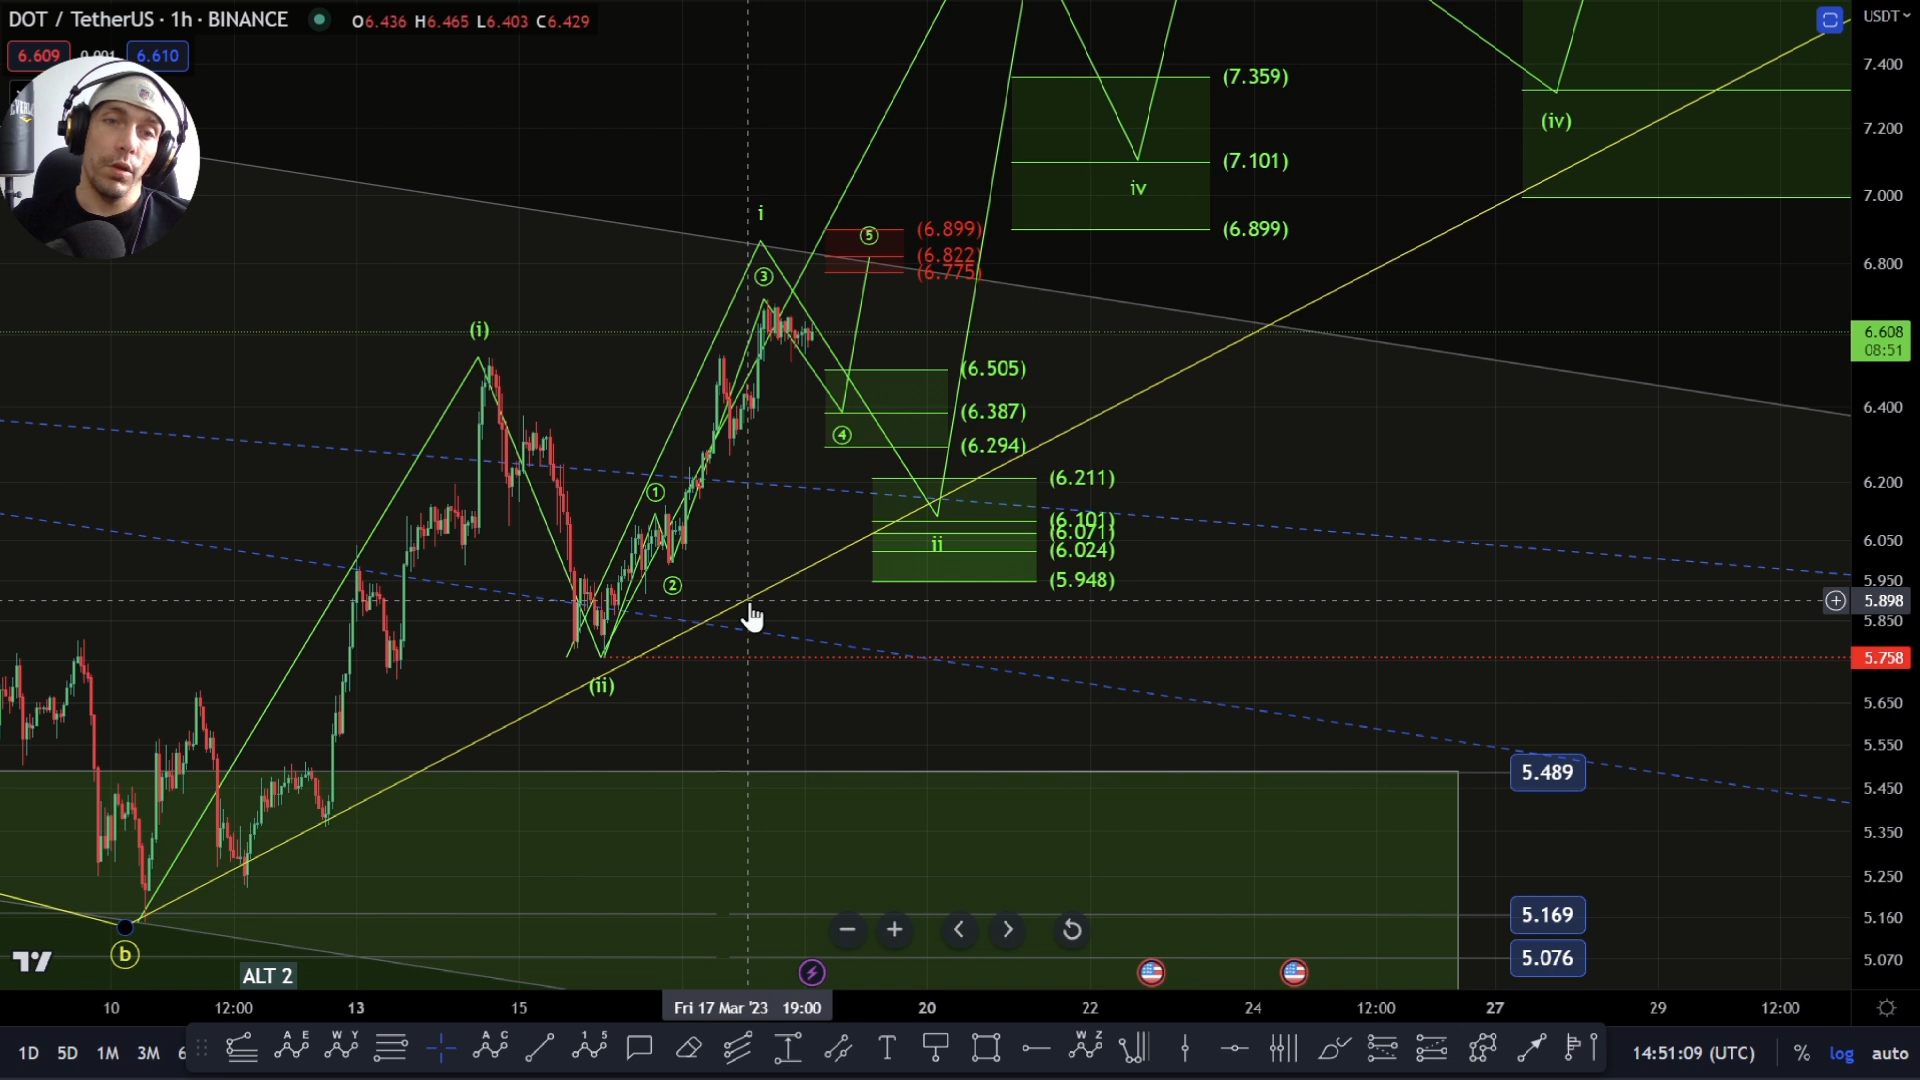 DOT / TetherUS · 1h · BINANCE
O6.436 H6.465 L6.403 C6.429
6.609
0.001
6.610
USDT
7.400
7.200
7.000
6.800
6.608
08:51
6.400
6.200
6.050
5.950
5.898
5.850
5.758
5.650
5.550
5.450
5.350
5.250
5.160
5.070
(7.359)
(7.101)
iv
(6.899)
(iv)
i
⑤
(6.899)
(6.822)
(6.775)
③
(i)
(6.505)
(6.387)
④
(6.294)
(6.211)
①
(6.101)
(6.071)
ii
(6.024)
(5.948)
②
(ii)
5.489
5.169
5.076
b
ALT 2
10
12:00
13
15
Fri 17 Mar '23 19:00
20
22
24
12:00
27
29
12:00
1D 5D 1M 3M 6
A E
W Y
A C
1 5
T
W Z
14:51:09 (UTC)
%
log
auto